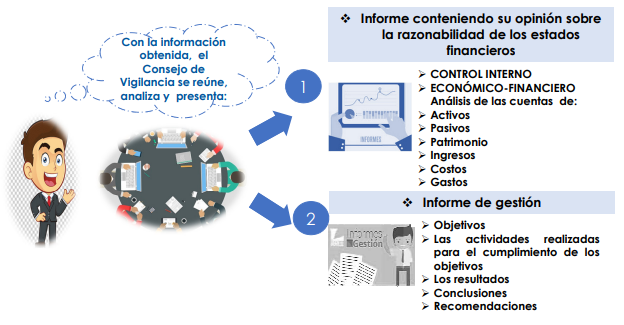 Con la información
obtenida, el
Consejo de
Vigilancia se reúne,
analiza y presenta:
1
❖ Informe conteniendo su opinión sobre
la razonabilidad de los estados
financieros
INFORMES
➢ CONTROL INTERNO
➢ ECONÓMICO-FINANCIERO
Análisis de las cuentas de:
➢ Activos
➢ Pasivos
➢ Patrimonio
➢ Ingresos
➢ Costos
➢ Gastos
2
❖ Informe de gestión
Informes
Gestión
➢ Objetivos
➢ Las actividades realizadas
para el cumplimiento de los
objetivos
➢ Los resultados
➢ Conclusiones
➢ Recomendaciones